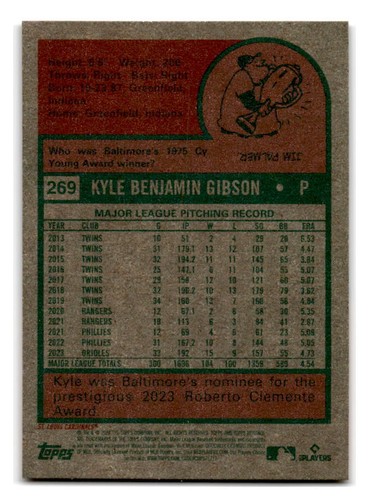 Height: 6'6" Weight: 200
Throws: Right Bats: Right
Born: 10-23-87, Greenfield,
Indiana
Home: Greenfield, Indiana
JIM PALMER
Who was Baltimore's 1975 Cy
Young Award winner?
269 KYLE BENJAMIN GIBSON • P
MAJOR LEAGUE PITCHING RECORD
YEAR CLUB G IP W L SO BB ERA
2013 TWINS 10 51 2 4 29 20 6.53
2014 TWINS 31 179.1 13 12 107 57 4.47
2015 TWINS 32 194.2 11 11 145 65 3.84
2016 TWINS 25 147.1 6 11 104 55 5.07
2017 TWINS 29 158 12 10 121 60 5.07
2018 TWINS 32 196.2 10 13 179 79 3.62
2019 TWINS 34 160 13 7 160 56 4.84
2020 RANGERS 12 67.1 2 6 58 30 5.35
2021 RANGERS 19 113 6 3 94 41 2.87
2021 PHILLIES 12 69 4 6 61 23 5.09
2022 PHILLIES 31 167.2 10 8 144 48 5.05
2023 ORIOLES 33 192 15 9 157 55 4.73
MAJOR LEAGUE TOTALS
Kyle was Baltimore's nominee for the
prestigious 2023 Roberto Clemente
Award.
ST. LOUIS CARDINALS®
topps
PLAYERS